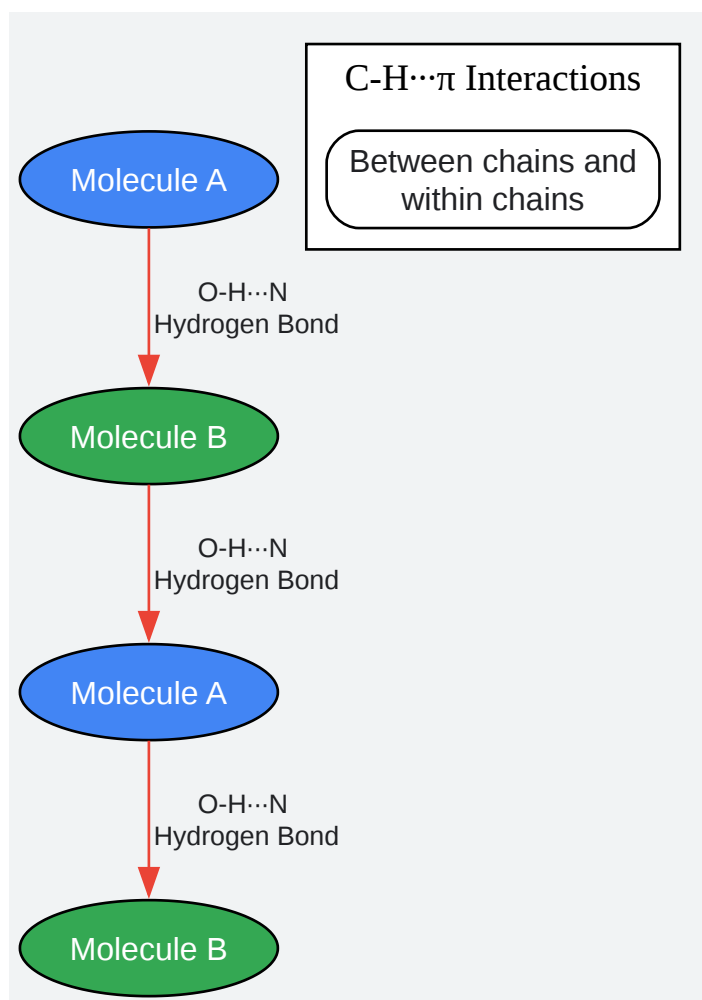 C-H···π Interactions
Between chains and
within chains
Molecule A
O-H···N
Hydrogen Bond
Molecule B
O-H···N
Hydrogen Bond
Molecule A
O-H···N
Hydrogen Bond
Molecule B